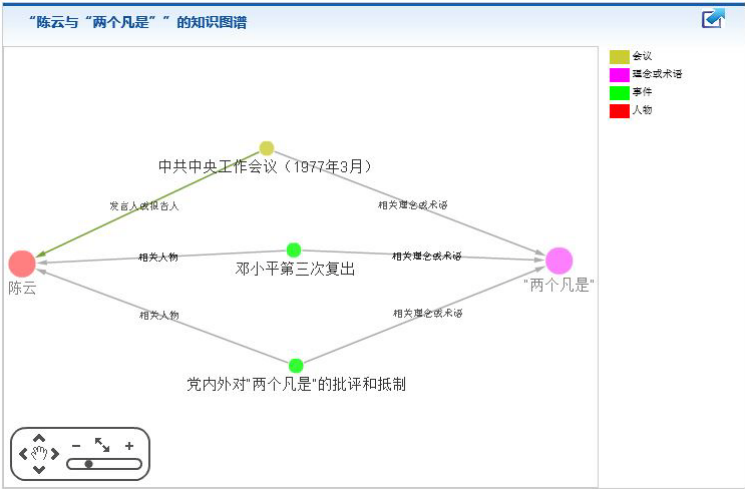 “陈云与“两个凡是””的知识图谱
会议
理念或术语
事件
人物
中共中央工作会议（1977年3月）
发言人或报告人
相关理念或术语
相关人物
相关理念或术语
邓小平第三次复出
陈云
"两个凡是"
相关人物
相关理念或术语
党内外对"两个凡是"的批评和抵制